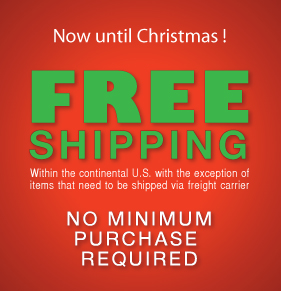 Now until Christmas !
FREE
SHIPPING
Within the continental U.S. with the exception of
items that need to be shipped via freight carrier
NO MINIMUM
PURCHASE
REQUIRED